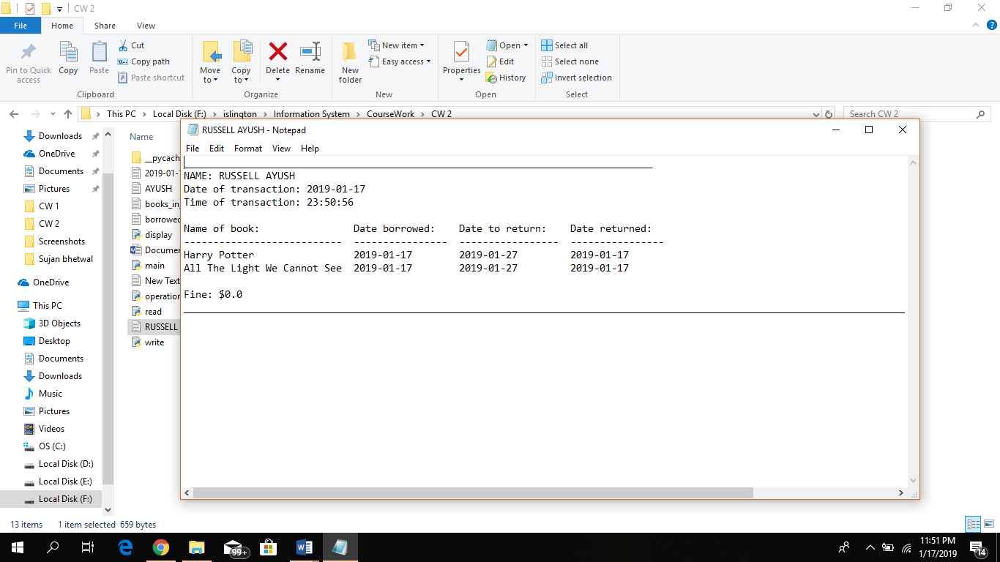 CW 2
File Home Share View
Pin to Quick access
Copy
Paste
Cut
Copy path
Paste shortcut
Clipboard
Move to
Copy to
Delete
Rename
Organize
New folder
New item
Easy access
New
Properties
Open
Edit
History
Open
Select all
Select none
Invert selection
Select
This PC > Local Disk (F:) > islington > Information System > CourseWork > CW 2
Search CW 2
Downloads
OneDrive
Documents
Pictures
CW 1
CW 2
Screenshots
Sujan bhetwal
OneDrive
This PC
3D Objects
Desktop
Documents
Downloads
Music
Pictures
Videos
OS (C:)
Local Disk (D:)
Local Disk (E:)
Local Disk (F:)
Name
__pycach
2019-01-
AYUSH
books_in
borrowed
display
Documen
main
New Text
operation
read
RUSSELL
write
RUSSELL AYUSH - Notepad
File Edit Format View Help
NAME: RUSSELL AYUSH
Date of transaction: 2019-01-17
Time of transaction: 23:50:56
Name of book: Date borrowed: Date to return: Date returned:
--------------------------- ---------------- ----------------- ----------------
Harry Potter 2019-01-17 2019-01-27 2019-01-17
All The Light We Cannot See 2019-01-17 2019-01-27 2019-01-17
Fine: $0.0
13 items 1 item selected 659 bytes
99+
11:51 PM
1/17/2019
14